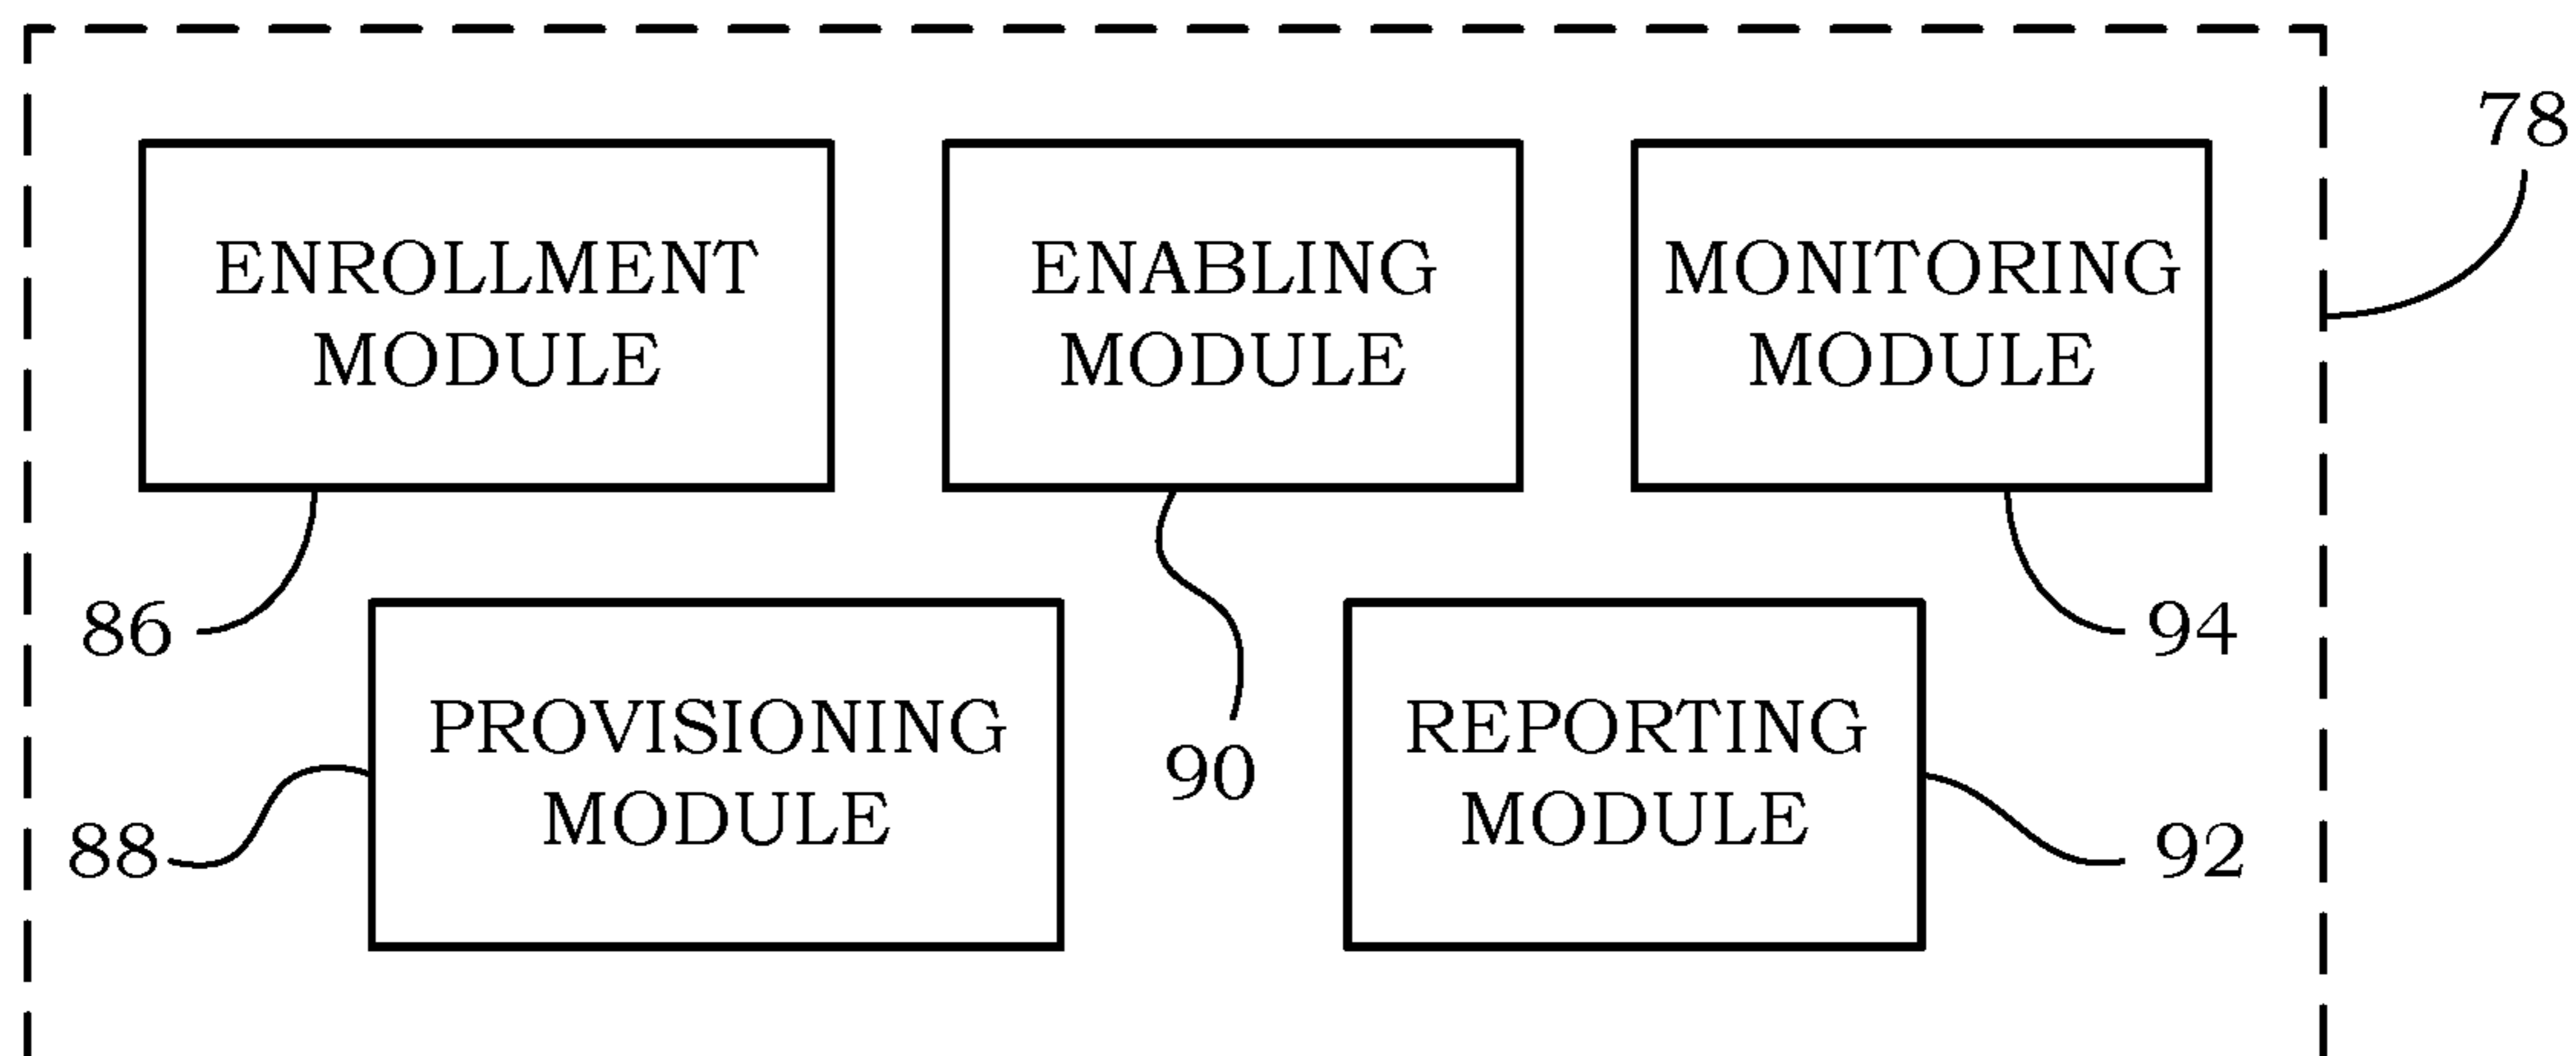 78
ENROLLMENT
MODULE
ENABLING
MODULE
MONITORING
MODULE
86
90
94
PROVISIONING
MODULE
REPORTING
MODULE
88
92